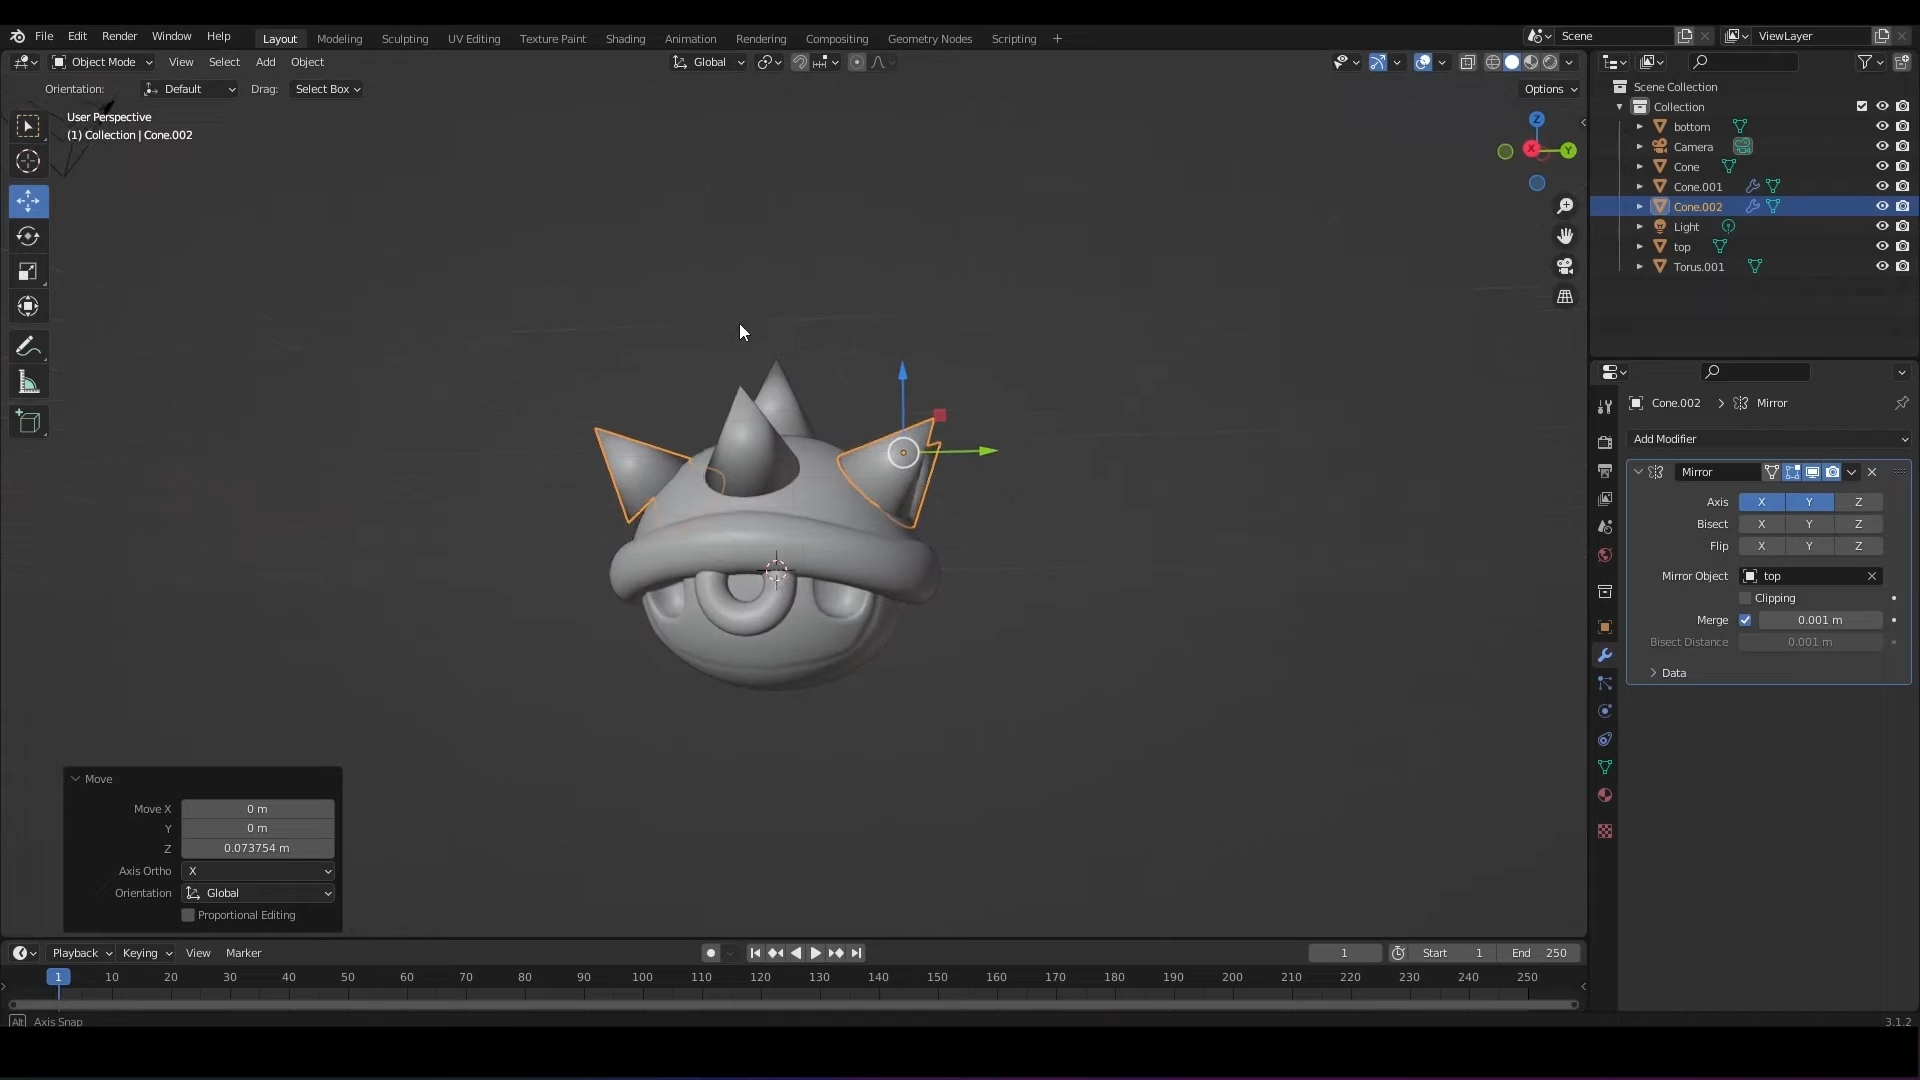 File Edit Render Window Help Layout Modeling Sculpting UV Editing Texture Paint Shading Animation Rendering Compositing Geometry Nodes Scripting + Scene ViewLayer
Object Mode View Select Add Object Global
Orientation: Default Drag: Select Box Options
User Perspective
(1) Collection | Cone.002
Z
X
Y
Scene Collection
Collection
bottom
Camera
Cone
Cone.001
Cone.002
Light
top
Torus.001
Cone.002 > Mirror
Add Modifier
Mirror
Axis X Y Z
Bisect X Y Z
Flip X Y Z
Mirror Object top
Clipping
Merge 0.001 m
Bisect Distance 0.001 m
Data
Move
Move X 0 m
Y 0 m
Z 0.073754 m
Axis Ortho X
Orientation Global
Proportional Editing
Playback Keying View Marker 1 Start 1 End 250
1 10 20 30 40 50 60 70 80 90 100 110 120 130 140 150 160 170 180 190 200 210 220 230 240 250
Alt Axis Snap 3.1.2